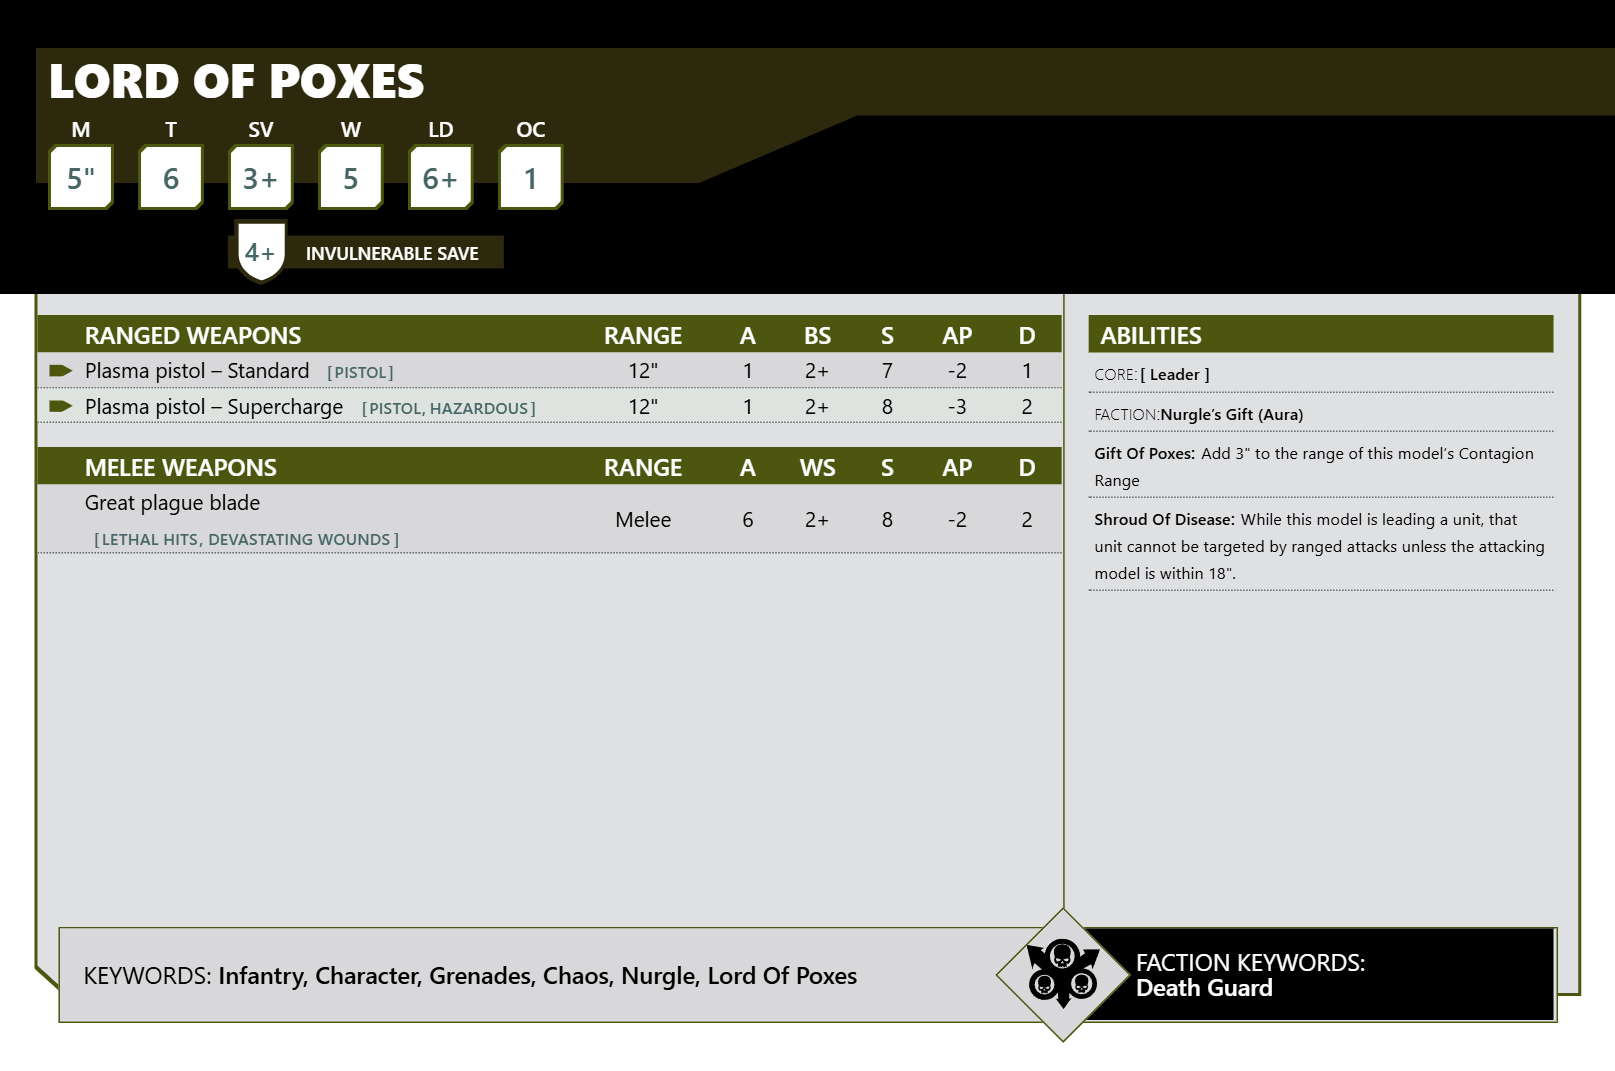 LORD OF POXES
M T SV W LD OC
5" 6 3+ 5 6+ 1
4+ INVULNERABLE SAVE
RANGED WEAPONS RANGE A BS S AP D
Plasma pistol – Standard [PISTOL] 12" 1 2+ 7 -2 1
Plasma pistol – Supercharge [PISTOL, HAZARDOUS] 12" 1 2+ 8 -3 2
MELEE WEAPONS RANGE A WS S AP D
Great plague blade
[LETHAL HITS, DEVASTATING WOUNDS] Melee 6 2+ 8 -2 2
ABILITIES
CORE: [ Leader ]
FACTION:Nurgle’s Gift (Aura)
Gift Of Poxes: Add 3" to the range of this model’s Contagion
Range
Shroud Of Disease: While this model is leading a unit, that
unit cannot be targeted by ranged attacks unless the attacking
model is within 18".
KEYWORDS: Infantry, Character, Grenades, Chaos, Nurgle, Lord Of Poxes
FACTION KEYWORDS:
Death Guard